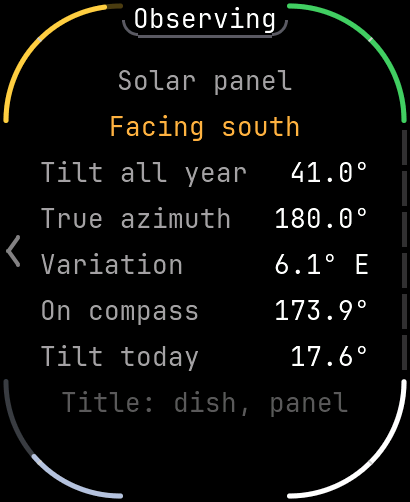 Observing
Solar panel
Facing south
Tilt all year 41.0°
True azimuth 180.0°
Variation 6.1° E
On compass 173.9°
Tilt today 17.6°
Title: dish, panel